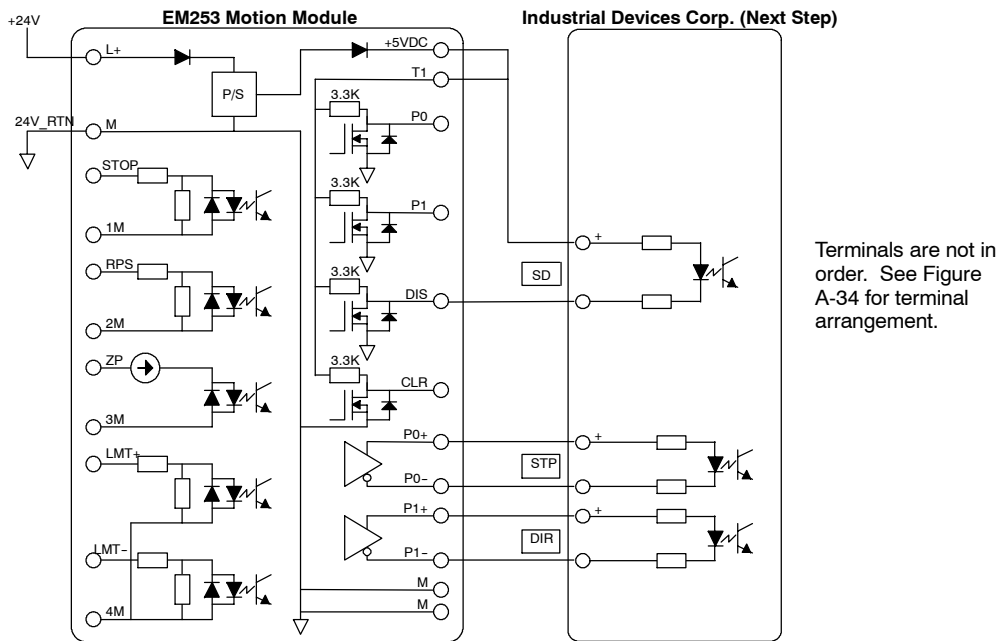 EM253 Motion Module
Industrial Devices Corp. (Next Step)
+24V
L+
P/S
24V_RTN
M
STOP
1M
RPS
2M
ZP
3M
LMT+
LMT−
4M
+5VDC
T1
3.3K
P0
3.3K
P1
3.3K
DIS
3.3K
CLR
P0+
P0−
P1+
P1−
M
M
+
SD
+
STP
+
DIR
Terminals are not in
order. See Figure
A-34 for terminal
arrangement.